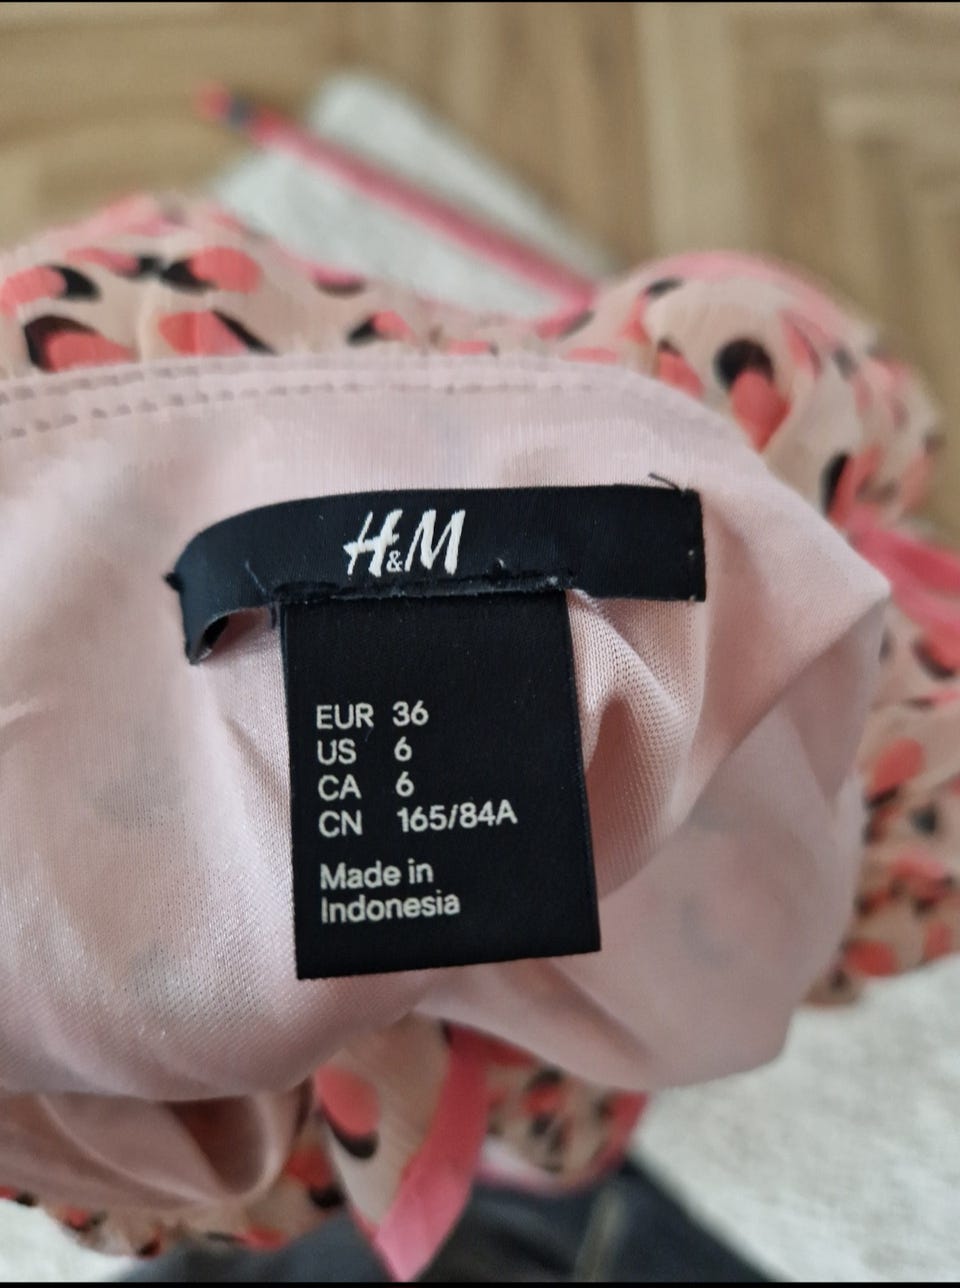 H&M
EUR 36
US 6
CA 6
CN 165/84A
Made in
Indonesia